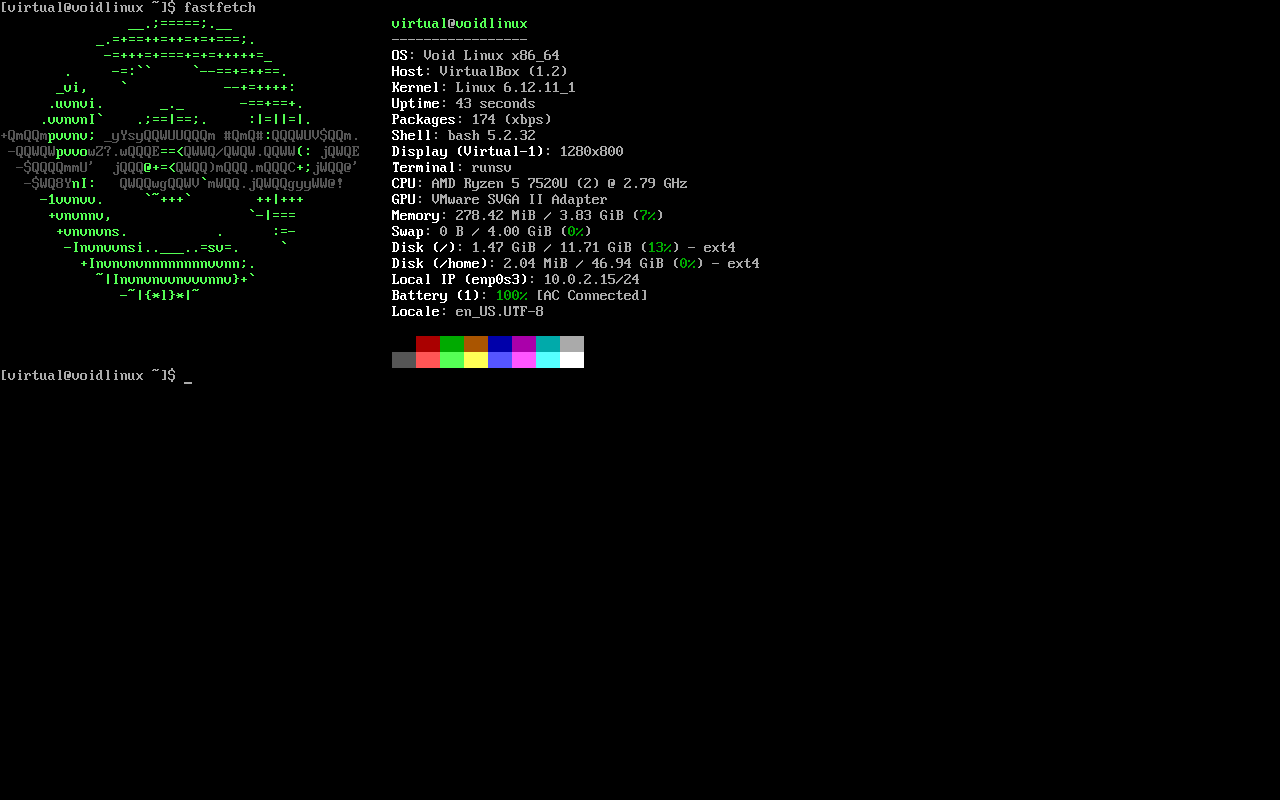 [virtual@voidlinux ~]$ fastfetch
virtual@voidlinux
-----------------
OS: Void Linux x86_64
Host: VirtualBox (1.2)
Kernel: Linux 6.12.11_1
Uptime: 43 seconds
Packages: 174 (xbps)
Shell: bash 5.2.32
Display (Virtual-1): 1280x800
Terminal: runsv
CPU: AMD Ryzen 5 7520U (2) @ 2.79 GHz
GPU: VMware SVGA II Adapter
Memory: 278.42 MiB / 3.83 GiB (7%)
Swap: 0 B / 4.00 GiB (0%)
Disk (/): 1.47 GiB / 11.71 GiB (13%) - ext4
Disk (/home): 2.04 MiB / 46.94 GiB (0%) - ext4
Local IP (enp0s3): 10.0.2.15/24
Battery (1): 100% [AC Connected]
Locale: en_US.UTF-8
[virtual@voidlinux ~]$ _